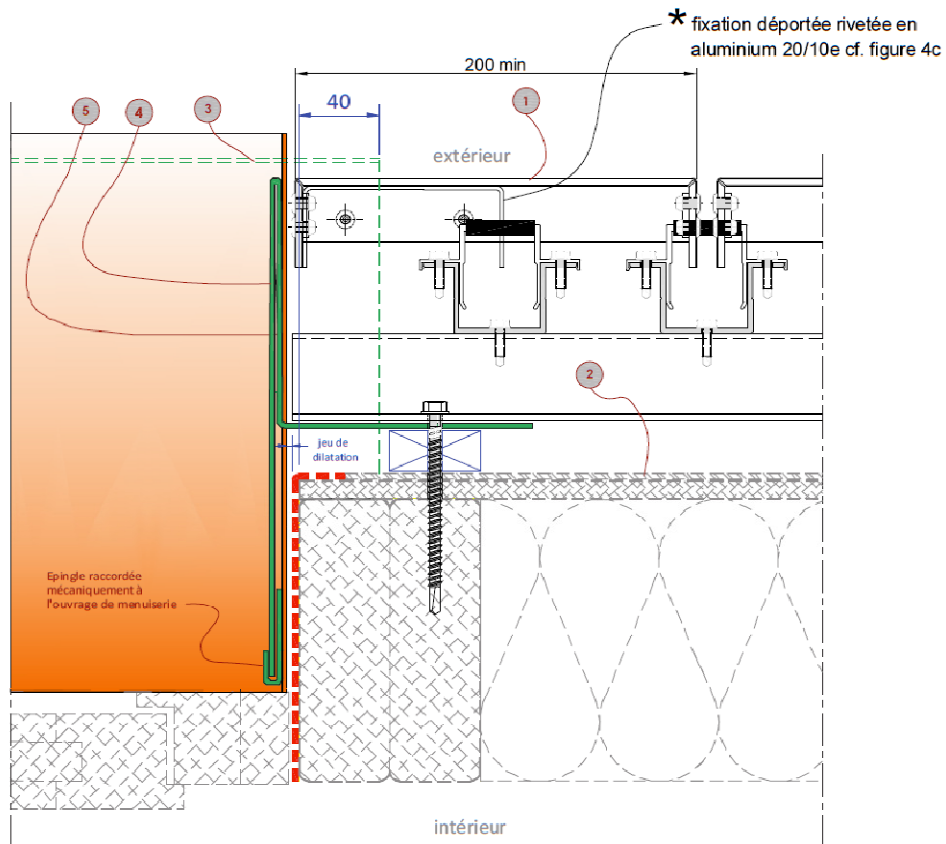 * fixation déportée rivetée en
aluminium 20/10e cf. figure 4c
200 min
40
5
4
3
1
extérieur
2
jeu de
dilatation
Epingle raccordée
mécaniquement à
l'ouvrage de menuiserie
intérieur